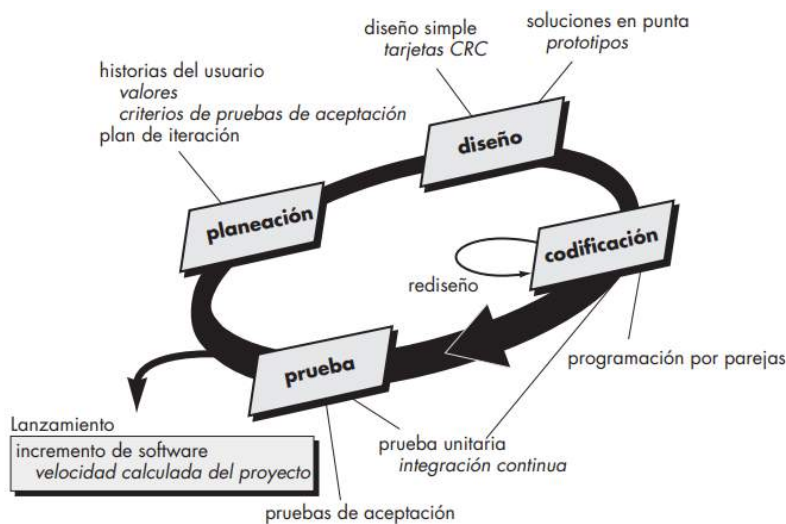 diseño simple
tarjetas CRC
soluciones en punta
prototipos
historias del usuario
valores
criterios de pruebas de aceptación
plan de iteración
diseño
planeación
codificación
rediseño
prueba
programación por parejas
Lanzamiento
incremento de software
velocidad calculada del proyecto
prueba unitaria
integración continua
pruebas de aceptación